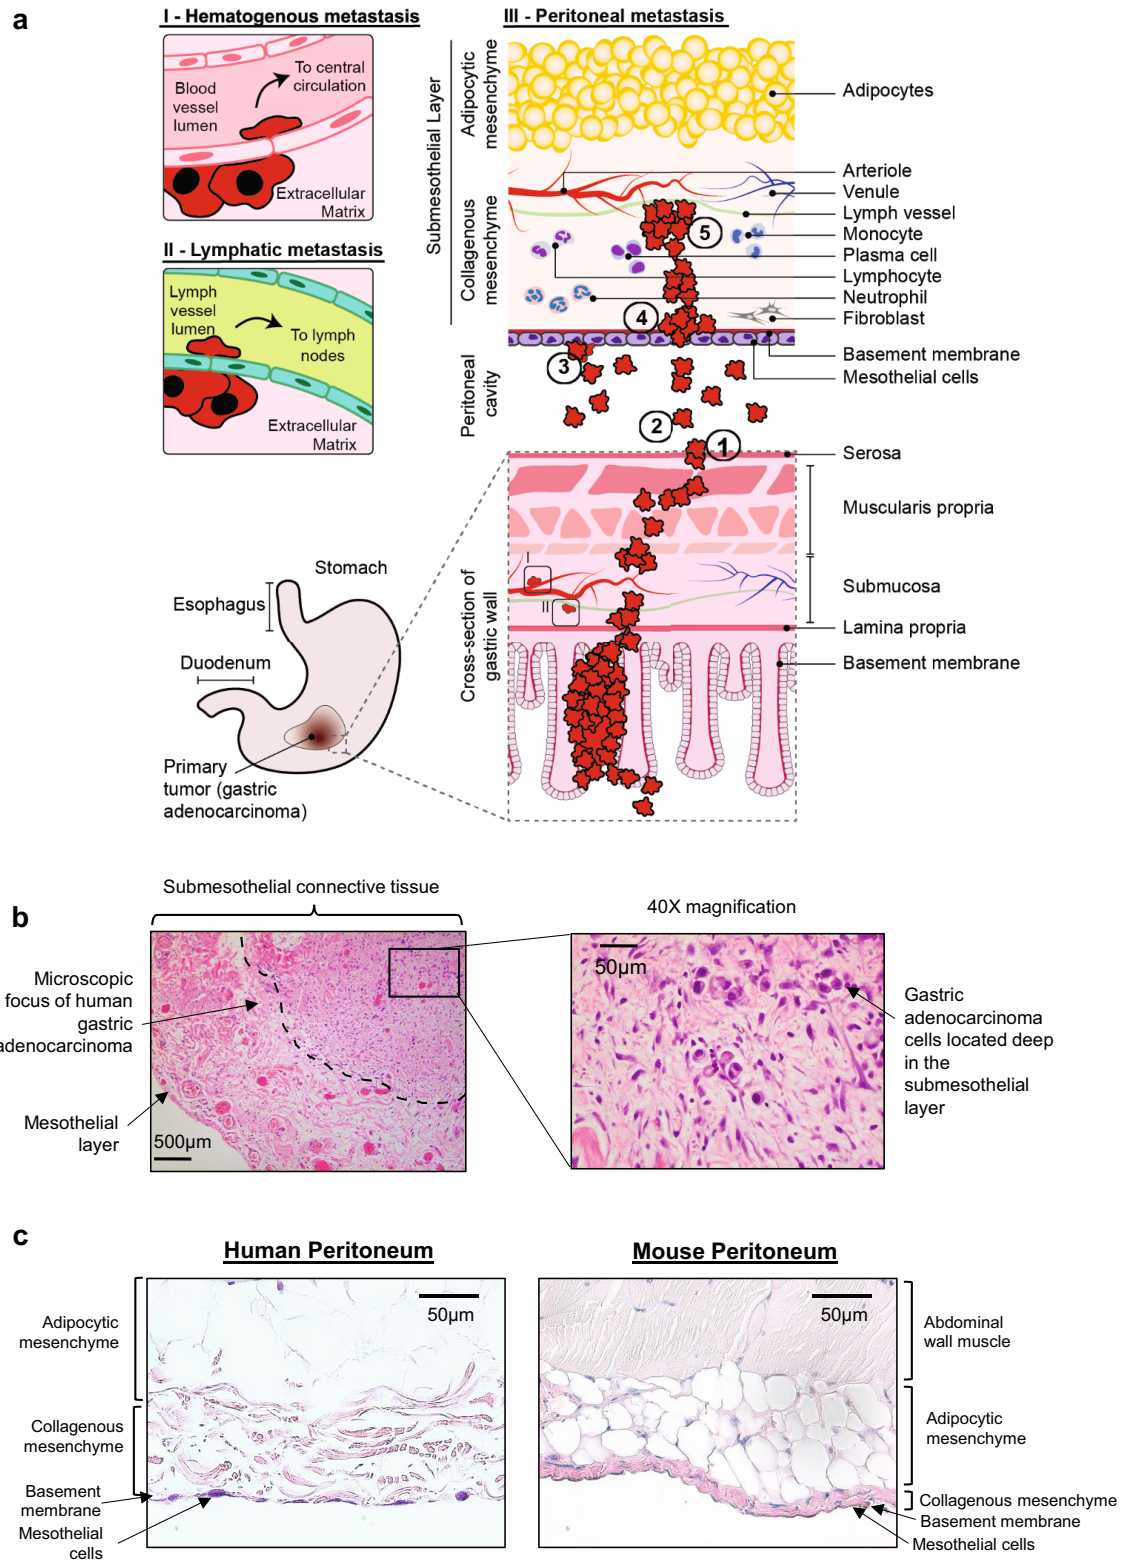 a
I - Hematogenous metastasis
Blood
vessel
lumen
To central
circulation
Extracellular
Matrix
II - Lymphatic metastasis
Lymph
vessel
lumen
To lymph
nodes
Extracellular
Matrix
III - Peritoneal metastasis
Submesothelial Layer
Adipocytic
mesenchyme
Collagenous
mesenchyme
Peritoneal
cavity
Cross-section of
gastric wall
Adipocytes
Arteriole
Venule
Lymph vessel
Monocyte
Plasma cell
Lymphocyte
Neutrophil
Fibroblast
Basement membrane
Mesothelial cells
Serosa
Muscularis propria
Submucosa
Lamina propria
Basement membrane
5
4
3
2
1
I
II
Stomach
Esophagus
Duodenum
Primary
tumor (gastric
adenocarcinoma)
b
Submesothelial connective tissue
Microscopic
focus of human
gastric
adenocarcinoma
Mesothelial
layer
500µm
40X magnification
50µm
Gastric
adenocarcinoma
cells located deep
in the
submesothelial
layer
c
Human Peritoneum
Adipocytic
mesenchyme
Collagenous
mesenchyme
Basement
membrane
Mesothelial
cells
50µm
Mouse Peritoneum
50µm
Abdominal
wall muscle
Adipocytic
mesenchyme
Collagenous mesenchyme
Basement membrane
Mesothelial cells